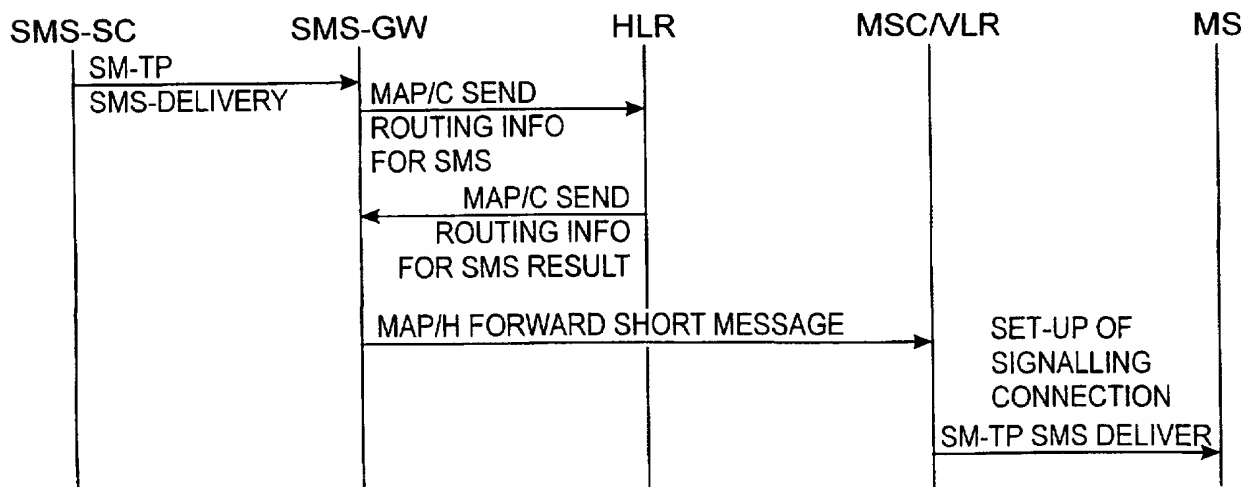 SMS-SC
SMS-GW
HLR
MSC/VLR
MS
SM-TP
SMS-DELIVERY
MAP/C SEND
ROUTING INFO
FOR SMS
MAP/C SEND
ROUTING INFO
FOR SMS RESULT
MAP/H FORWARD SHORT MESSAGE
SET-UP OF
SIGNALLING
CONNECTION
SM-TP SMS DELIVER